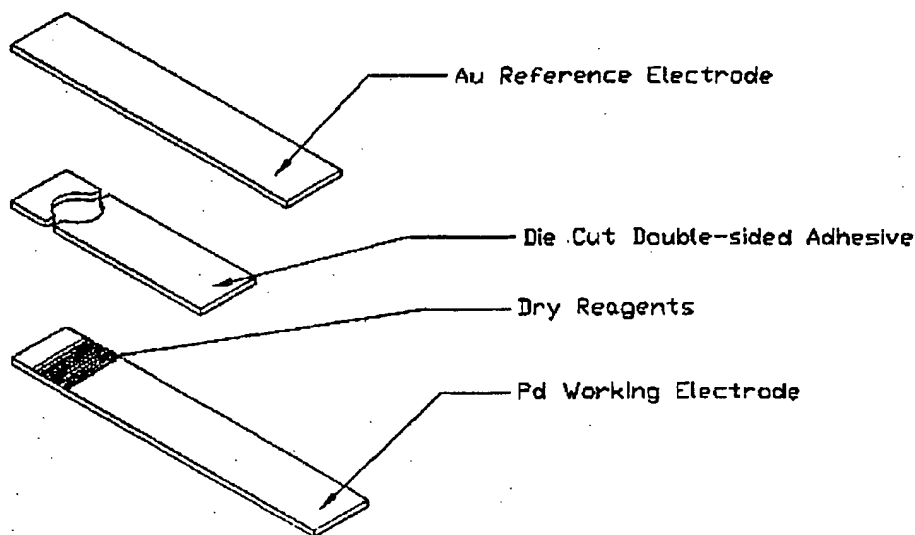 Au Reference Electrode
Die Cut Double-sided Adhesive
Dry Reagents
Pd Working Electrode